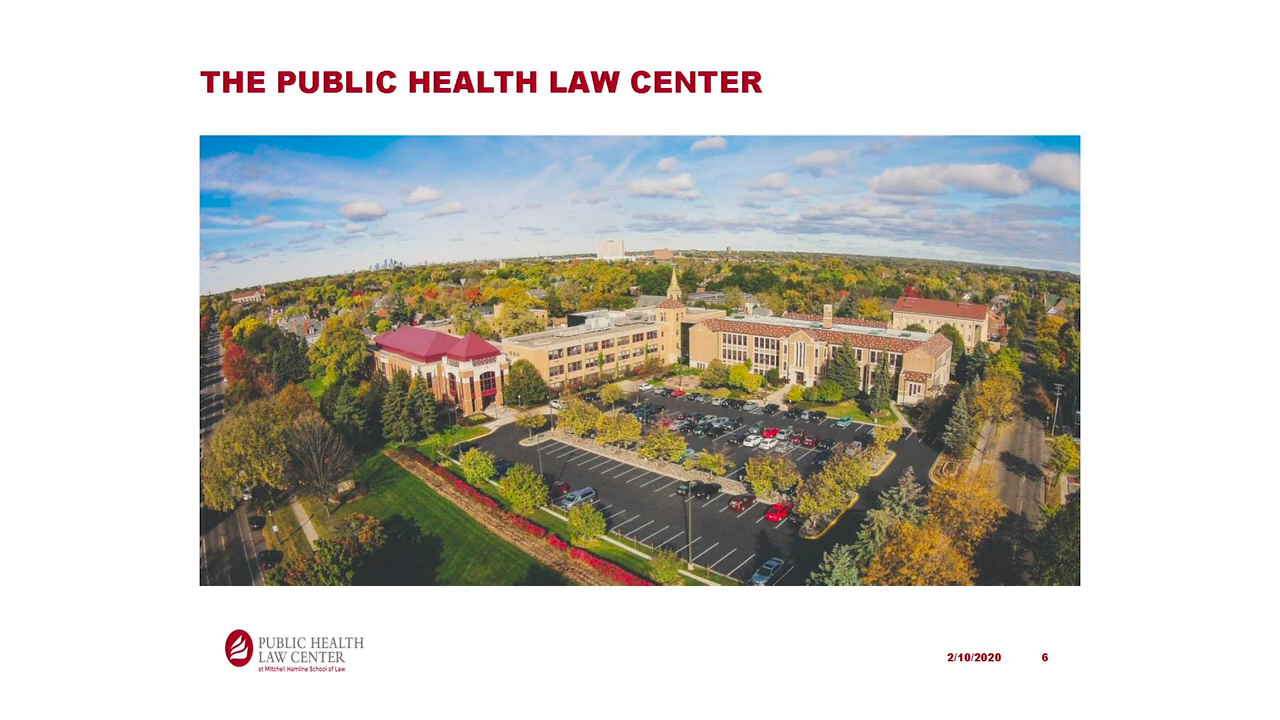 THE PUBLIC HEALTH LAW CENTER
PUBLIC HEALTH
LAW CENTER
at Mitchell Hamline School of Law
2/10/2020 6